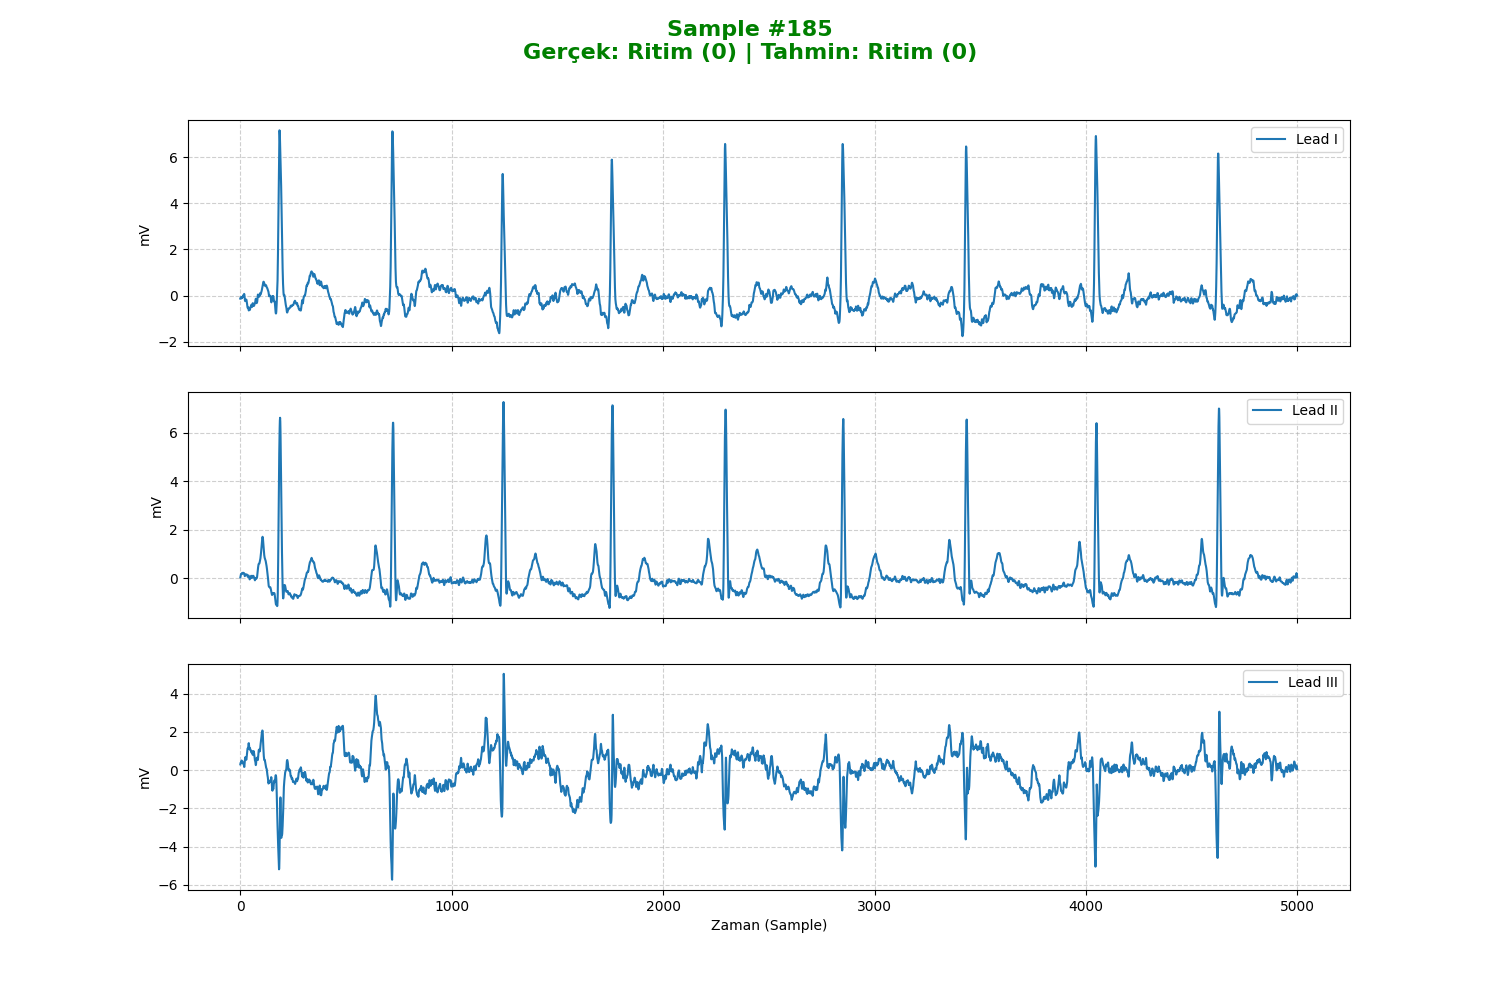 Sample #185
Gerçek: Ritim (0) | Tahmin: Ritim (0)
Lead I
mV
6
4
2
0
−2
Lead II
mV
6
4
2
0
Lead III
mV
4
2
0
−2
−4
−6
0 1000 2000 3000 4000 5000
Zaman (Sample)